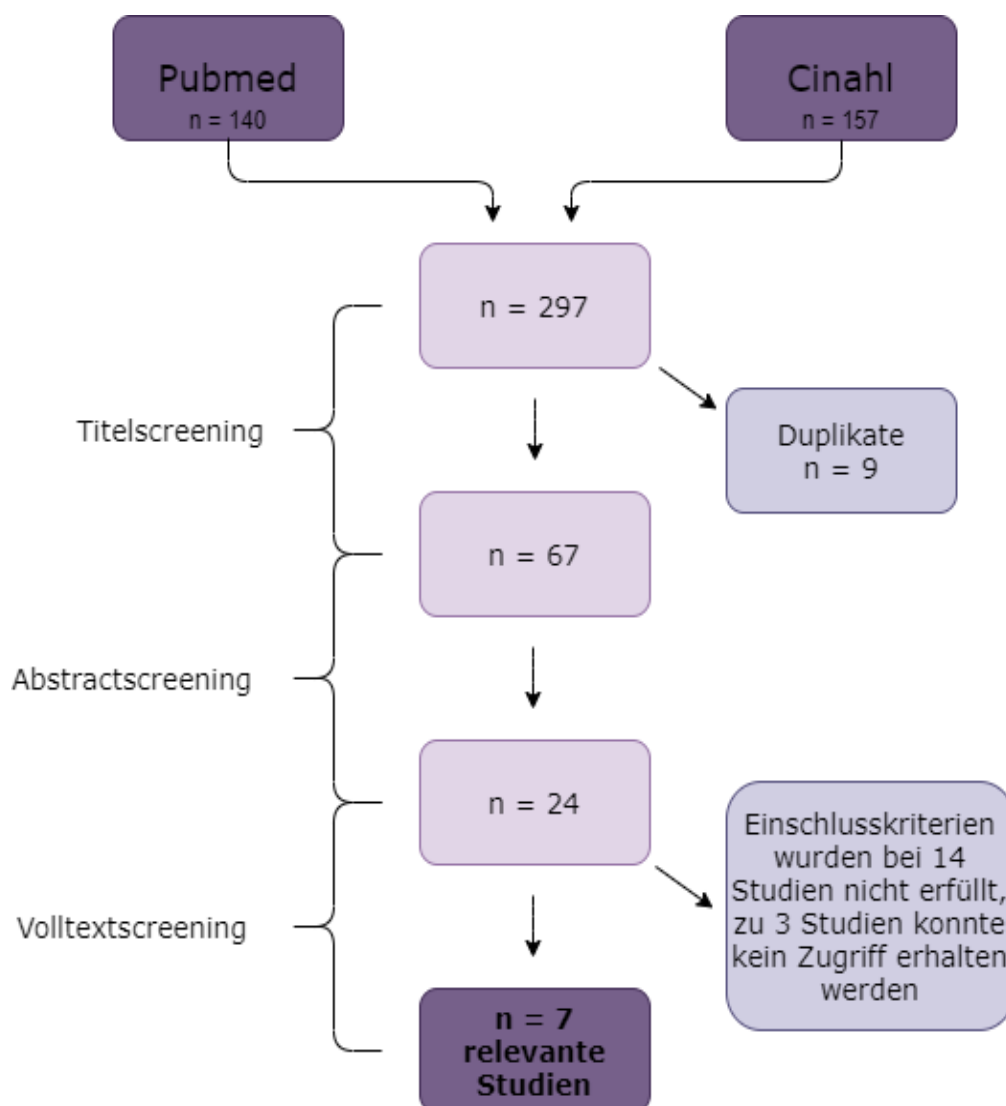 Pubmed
n = 140
Cinahl
n = 157
n = 297
Titelscreening
Duplikate
n = 9
n = 67
Abstractscreening
n = 24
Einschlusskriterien
wurden bei 14
Studien nicht erfüllt,
zu 3 Studien konnte
kein Zugriff erhalten
werden
Volltextscreening
n = 7
relevante
Studien